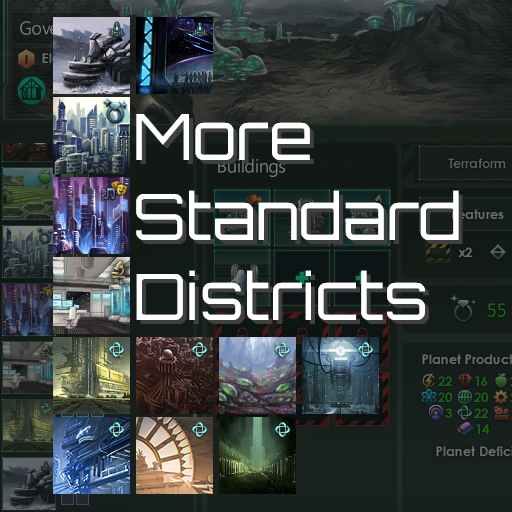 Gove
El
More
Buildings
Standard
Districts
Terraform
eatures
x2
55
Planet Product
22 16
20 20
3 22
14
Planet Defic